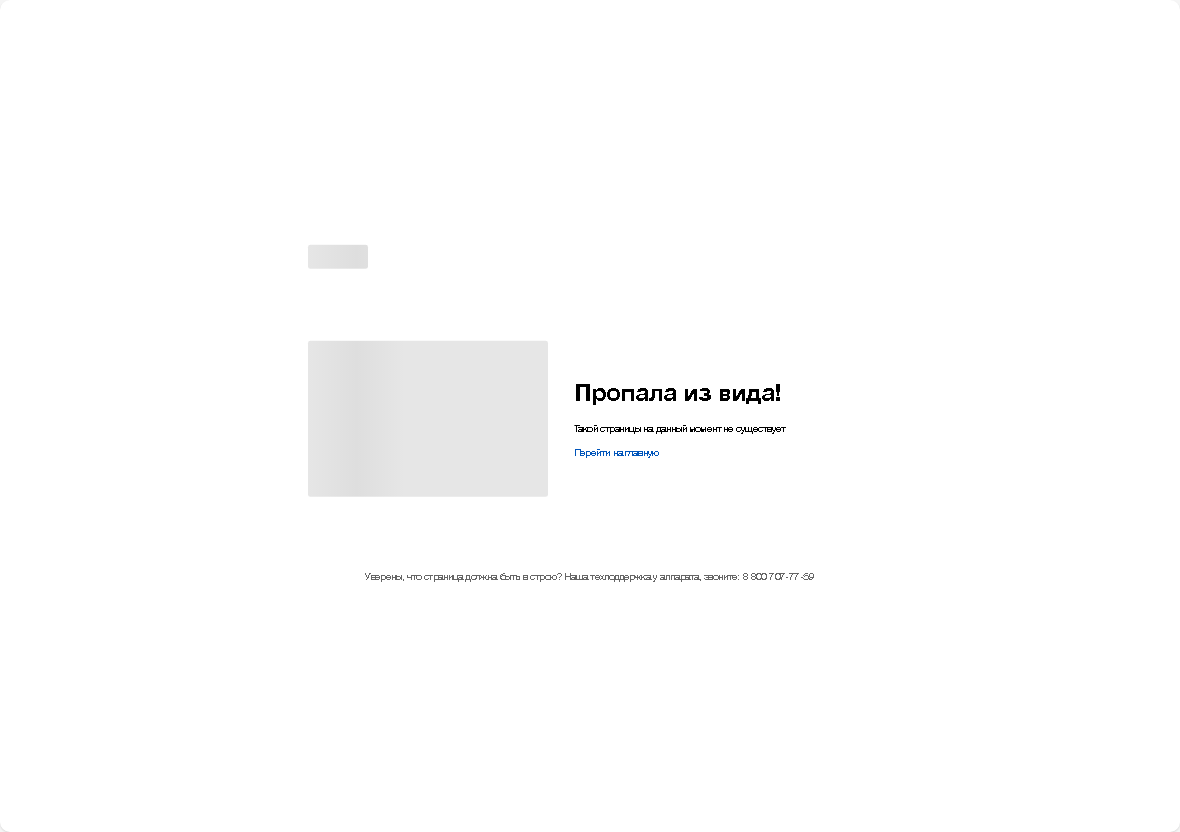 Пропала из вида!
Такой страницы на данный момент не существует
Перейти на главную
Уверены, что страница должна быть в строю? Наша техподдержка у аппарата, звоните: 8 800 707-77-59